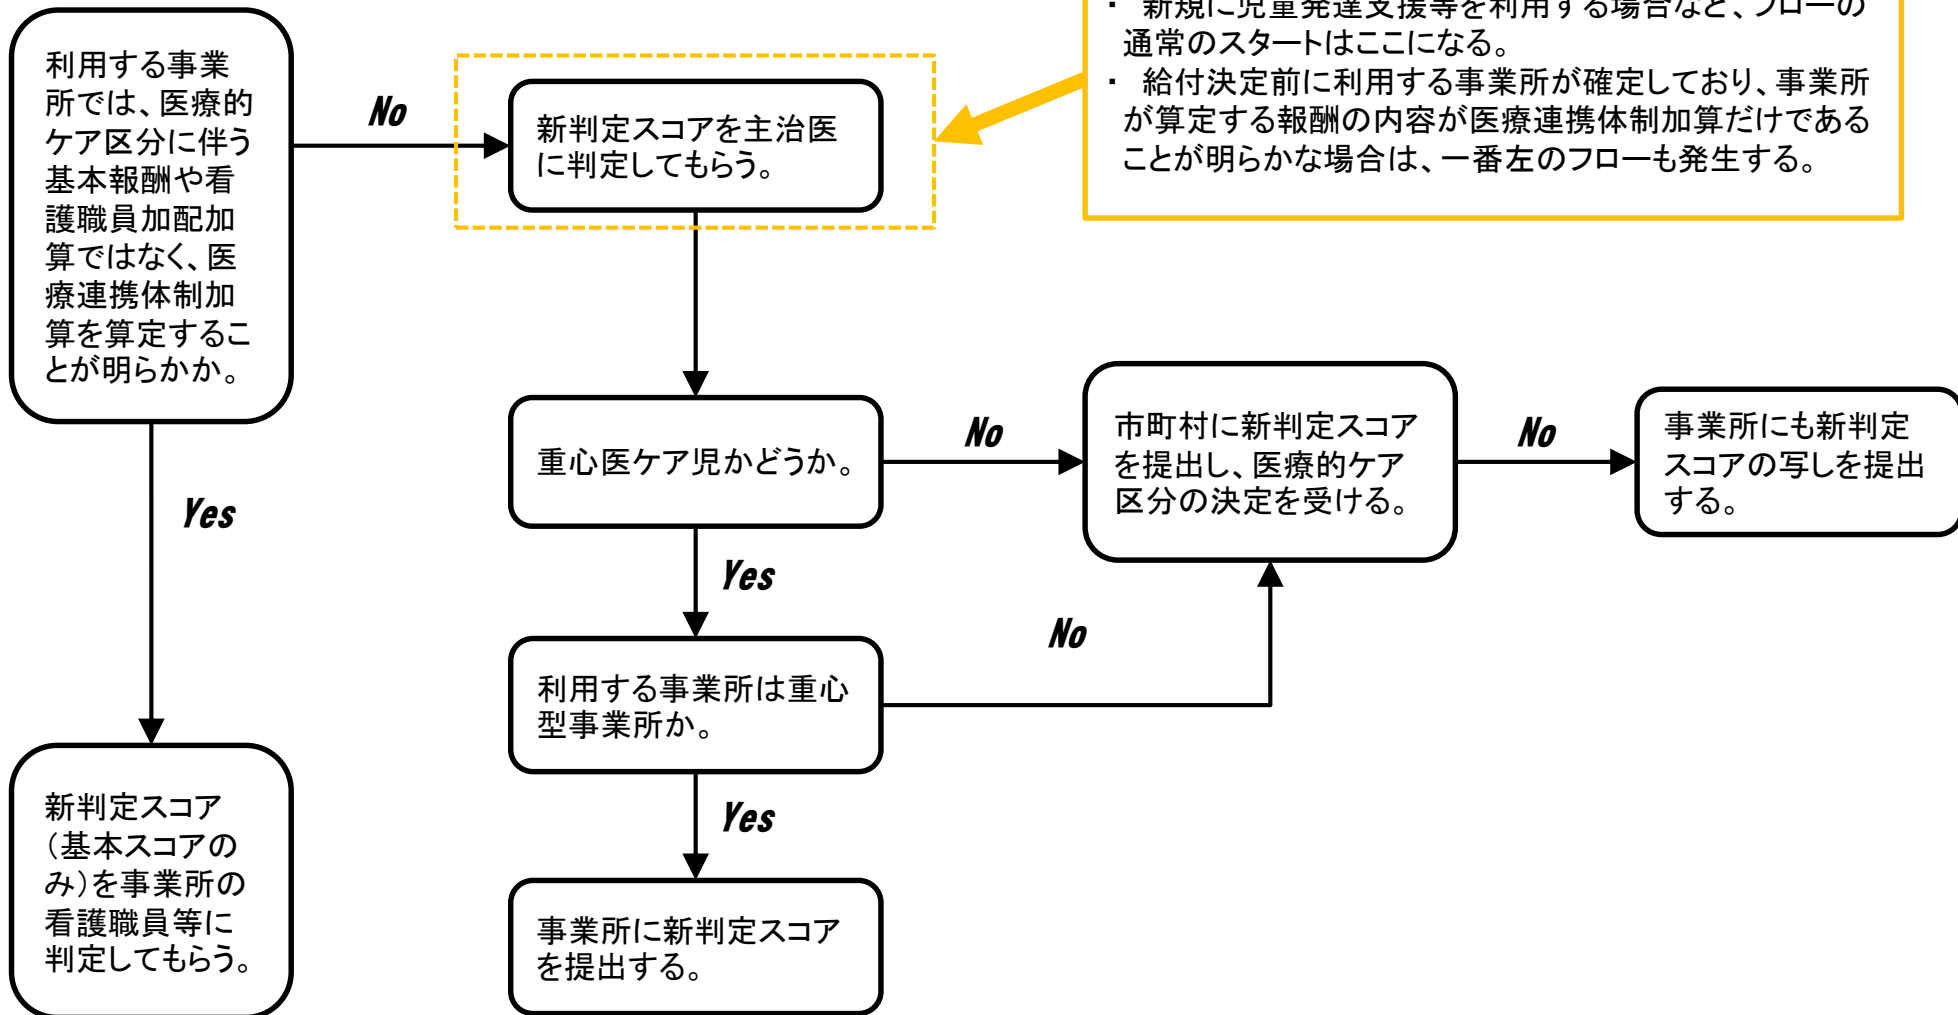 利用する事業
所では、医療的
ケア区分に伴う
基本報酬や看
護職員加配加
算ではなく、医
療連携体制加
算を算定するこ
とが明らかか。
No
新判定スコアを主治医
に判定してもらう。
・ 新規に児童発達支援等を利用する場合など、フローの
通常のスタートはここになる。
・ 給付決定前に利用する事業所が確定しており、事業所
が算定する報酬の内容が医療連携体制加算だけである
ことが明らかな場合は、一番左のフローも発生する。
Yes
新判定スコア
（基本スコアの
み）を事業所の
看護職員等に
判定してもらう。
重心医ケア児かどうか。
No
市町村に新判定スコア
を提出し、医療的ケア
区分の決定を受ける。
No
事業所にも新判定
スコアの写しを提出
する。
Yes
利用する事業所は重心
型事業所か。
No
Yes
事業所に新判定スコア
を提出する。